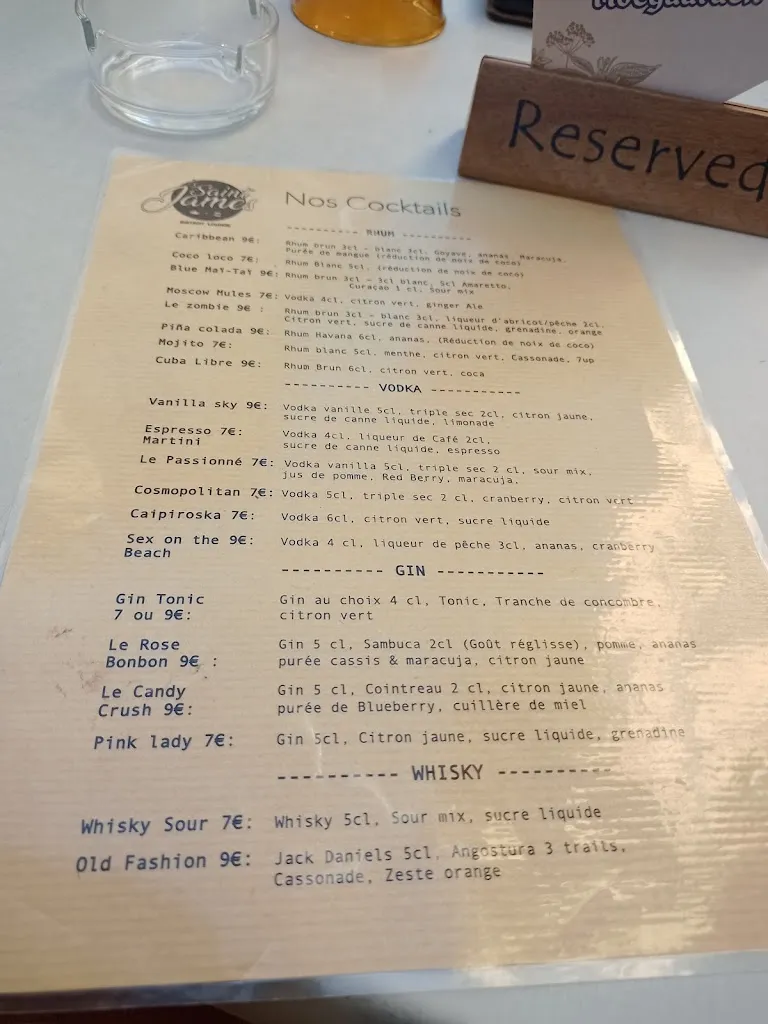 Hoegaarden
Reserved
Saint
James
Nos Cocktails
---------- RHUM ----------
Caribbean 9€: Rhum brun 3cl - blanc 3cl, Goyave, ananas, Maracuja,
Purée de mangue (réduction de noix de coco)
Coco loco 7€: Rhum Blanc 5cl, (réduction de noix de coco)
Blue Maï-Taï 9€: Rhum brun 3cl - 3cl blanc, 5cl Amaretto,
Curaçao 1 cl, Sour mix
Moscow Mules 7€: Vodka 4cl, citron vert, ginger Ale
Le zombie 9€ : Rhum brun 3cl - blanc 3cl, liqueur d'abricot/pêche 2cl,
Citron vert, sucre de canne liquide, grenadine, orange
Piña colada 9€: Rhum Havana 6cl, ananas, (Réduction de noix de coco)
Mojito 7€: Rhum blanc 5cl, menthe, citron vert, Cassonade, 7up
Cuba Libre 9€: Rhum Brun 6cl, citron vert, coca
---------- VODKA -----------
Vanilla sky 9€: Vodka vanille 5cl, triple sec 2cl, citron jaune,
sucre de canne liquide, limonade
Espresso 7€: Vodka 4cl, liqueur de Café 2cl,
Martini sucre de canne liquide, espresso
Le Passionné 7€: Vodka vanille 5cl, triple sec 2 cl, sour mix,
jus de pomme, Red Berry, maracuja,
Cosmopolitan 7€: Vodka 5cl, triple sec 2 cl, cranberry, citron vert
Caipiroska 7€: Vodka 6cl, citron vert, sucre liquide
Sex on the 9€: Vodka 4 cl, liqueur de pêche 3cl, ananas, cranberry
Beach
---------- GIN -----------
Gin Tonic Gin au choix 4 cl, Tonic, Tranche de concombre,
7 ou 9€: citron vert
Le Rose Gin 5 cl, Sambuca 2cl (Goût réglisse), pomme, ananas
Bonbon 9€ : purée cassis & maracuja, citron jaune
Le Candy Gin 5 cl, Cointreau 2 cl, citron jaune, ananas
Crush 9€: purée de Blueberry, cuillère de miel
Pink lady 7€: Gin 5cl, Citron jaune, sucre liquide, grenadine
---------- WHISKY ----------
Whisky Sour 7€: Whisky 5cl, Sour mix, sucre liquide
Old Fashion 9€: Jack Daniels 5cl, Angostura 3 traits,
Cassonade, Zeste orange